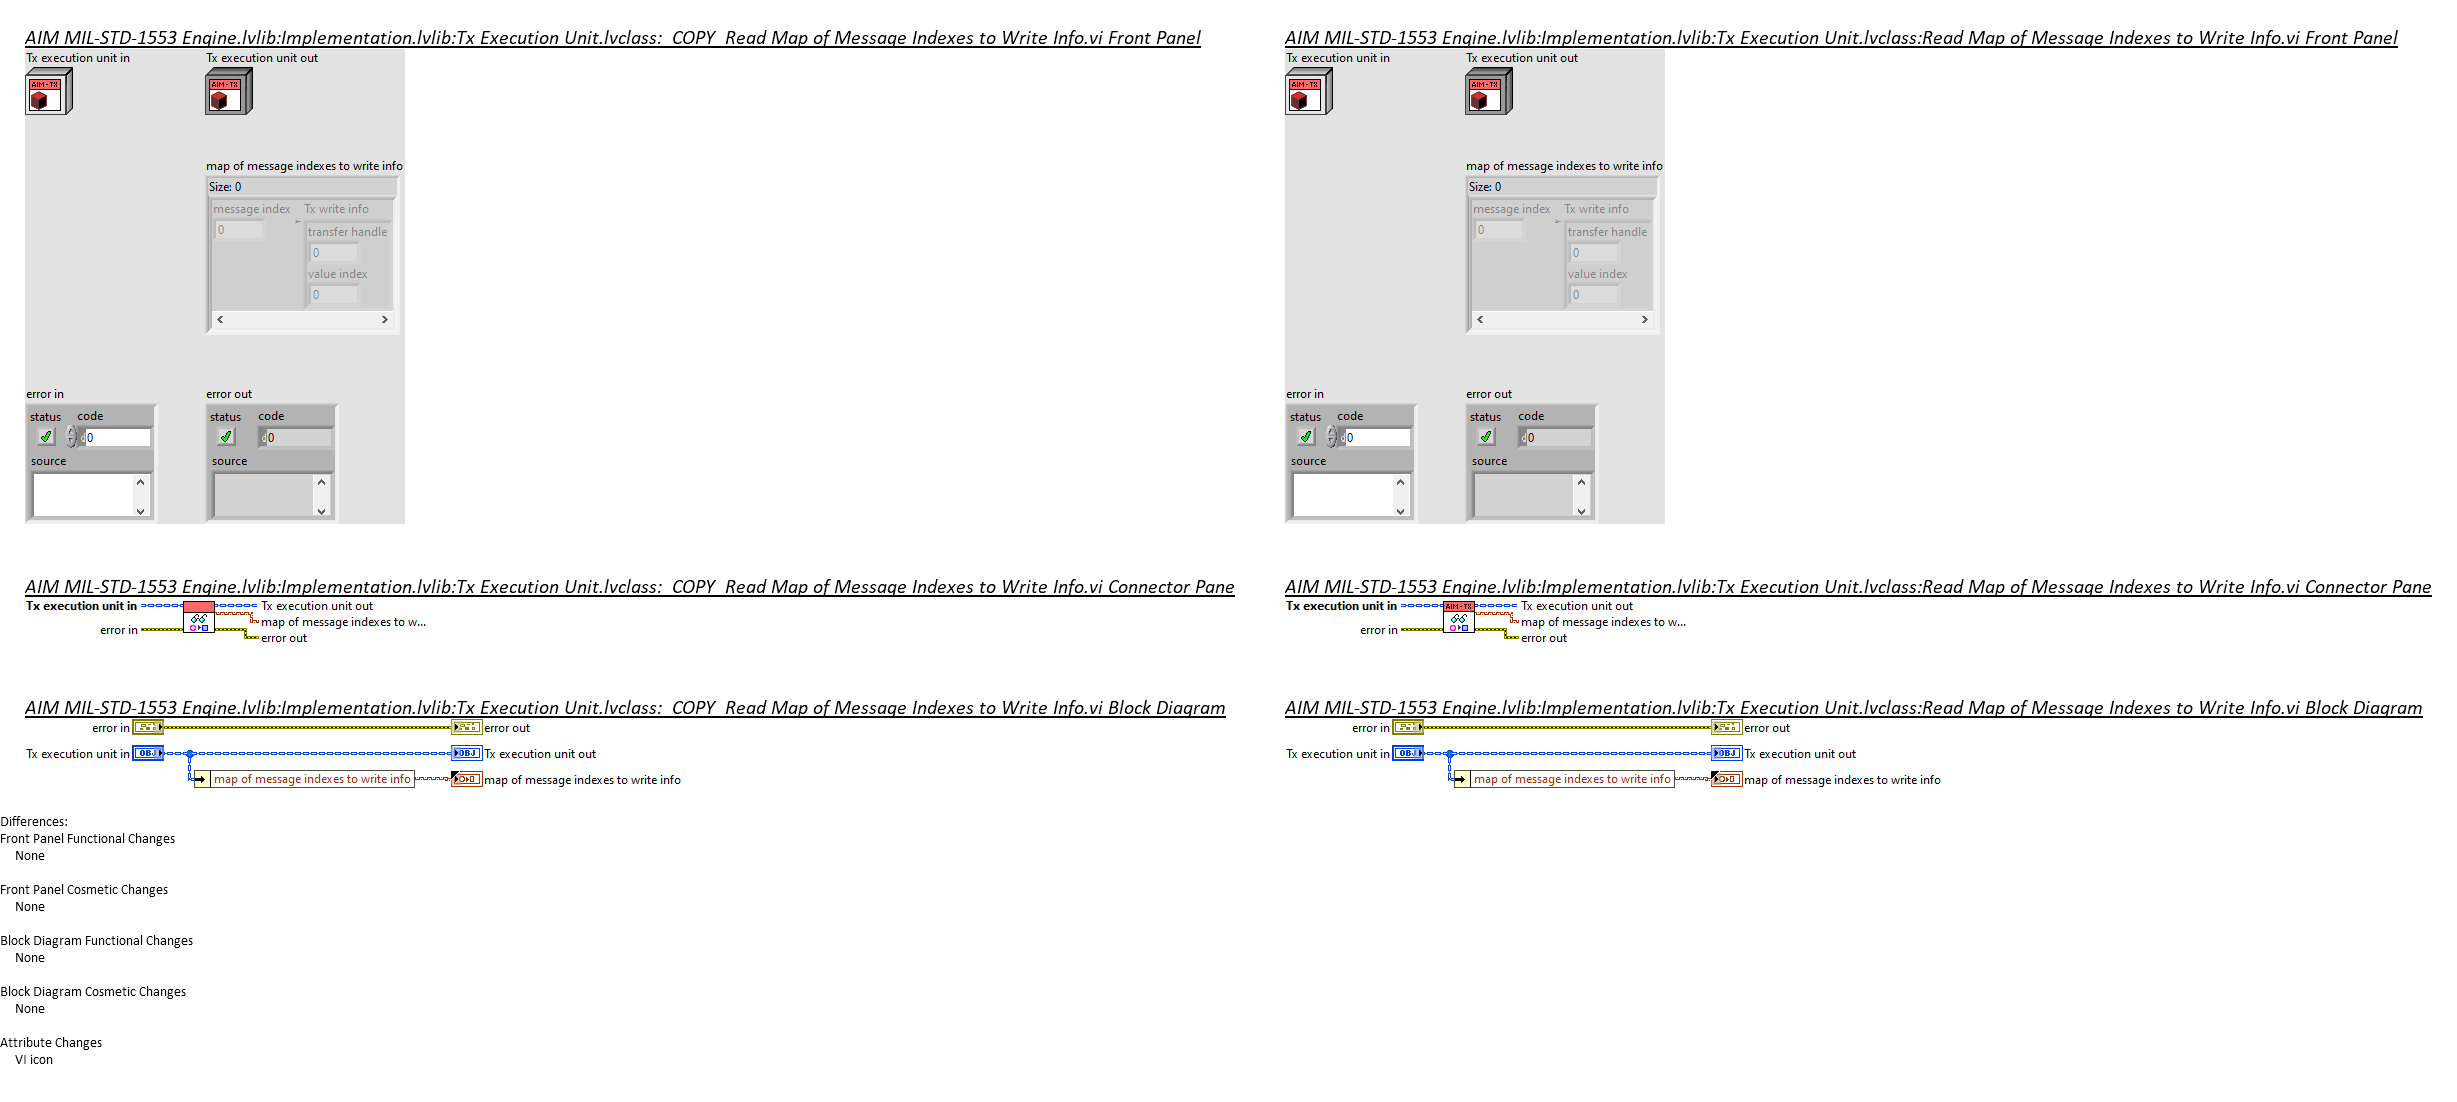 AIM MIL-STD-1553 Engine.lvlib:Implementation.lvlib:Tx Execution Unit.lvclass:  COPY  Read Map of Message Indexes to Write Info.vi Front Panel
Tx execution unit in
Tx execution unit out
AIM-TX
AIM-TX
map of message indexes to write info
Size: 0
message index
Tx write info
0
transfer handle
0
value index
0
error in
error out
status
code
status
code
d
0
d
0
source
source
AIM MIL-STD-1553 Engine.lvlib:Implementation.lvlib:Tx Execution Unit.lvclass:Read Map of Message Indexes to Write Info.vi Front Panel
Tx execution unit in
Tx execution unit out
AIM-TX
AIM-TX
map of message indexes to write info
Size: 0
message index
Tx write info
0
transfer handle
0
value index
0
error in
error out
status
code
status
code
d
0
d
0
source
source
AIM MIL-STD-1553 Engine.lvlib:Implementation.lvlib:Tx Execution Unit.lvclass:  COPY  Read Map of Message Indexes to Write Info.vi Connector Pane
Tx execution unit in
Tx execution unit out
map of message indexes to w...
error in
error out
AIM MIL-STD-1553 Engine.lvlib:Implementation.lvlib:Tx Execution Unit.lvclass:Read Map of Message Indexes to Write Info.vi Connector Pane
Tx execution unit in
AIM-TX
Tx execution unit out
map of message indexes to w...
error in
error out
AIM MIL-STD-1553 Engine.lvlib:Implementation.lvlib:Tx Execution Unit.lvclass:  COPY  Read Map of Message Indexes to Write Info.vi Block Diagram
error in
error out
Tx execution unit in
OBJ
OBJ
Tx execution unit out
map of message indexes to write info
map of message indexes to write info
AIM MIL-STD-1553 Engine.lvlib:Implementation.lvlib:Tx Execution Unit.lvclass:Read Map of Message Indexes to Write Info.vi Block Diagram
error in
error out
Tx execution unit in
OBJ
OBJ
Tx execution unit out
map of message indexes to write info
map of message indexes to write info
Differences:
Front Panel Functional Changes
None
Front Panel Cosmetic Changes
None
Block Diagram Functional Changes
None
Block Diagram Cosmetic Changes
None
Attribute Changes
VI icon